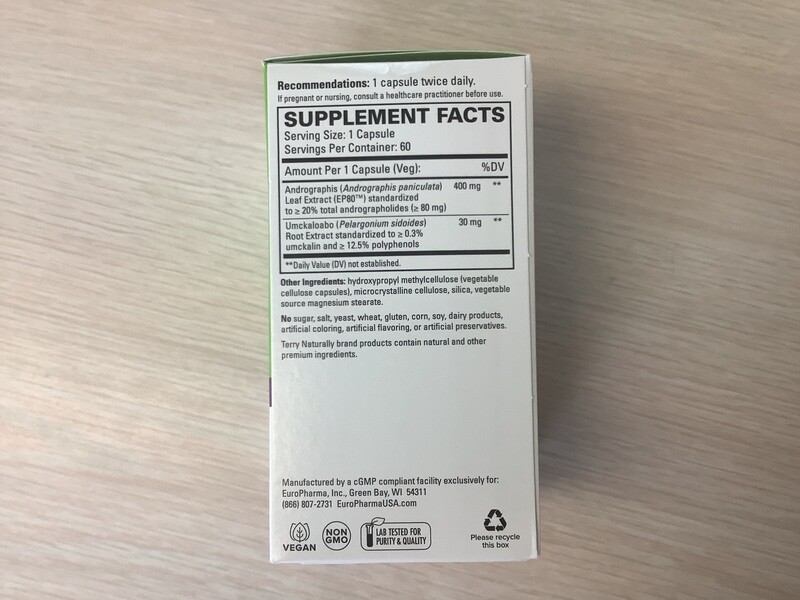 Recommendations: 1 capsule twice daily.
If pregnant or nursing, consult a healthcare practitioner before use.
SUPPLEMENT FACTS
Serving Size: 1 Capsule
Servings Per Container: 60
Amount Per 1 Capsule (Veg): %DV
Andrographis (Andrographis paniculata) 400 mg **
Leaf Extract (EP80™) standardized
to ≥ 20% total andrographolides (≥ 80 mg)
Umckaloabo (Pelargonium sidoides) 30 mg **
Root Extract standardized to ≥ 0.3%
umckalin and ≥ 12.5% polyphenols
**Daily Value (DV) not established.
Other Ingredients: hydroxypropyl methylcellulose (vegetable
cellulose capsules), microcrystalline cellulose, silica, vegetable
source magnesium stearate.
No sugar, salt, yeast, wheat, gluten, corn, soy, dairy products,
artificial coloring, artificial flavoring, or artificial preservatives.
Terry Naturally brand products contain natural and other
premium ingredients.
Manufactured by a cGMP compliant facility exclusively for:
EuroPharma, Inc., Green Bay, WI 54311
(866) 807-2731 EuroPharmaUSA.com
VEGAN
NON
GMO
LAB TESTED FOR
PURITY & QUALITY
Please recycle
this box